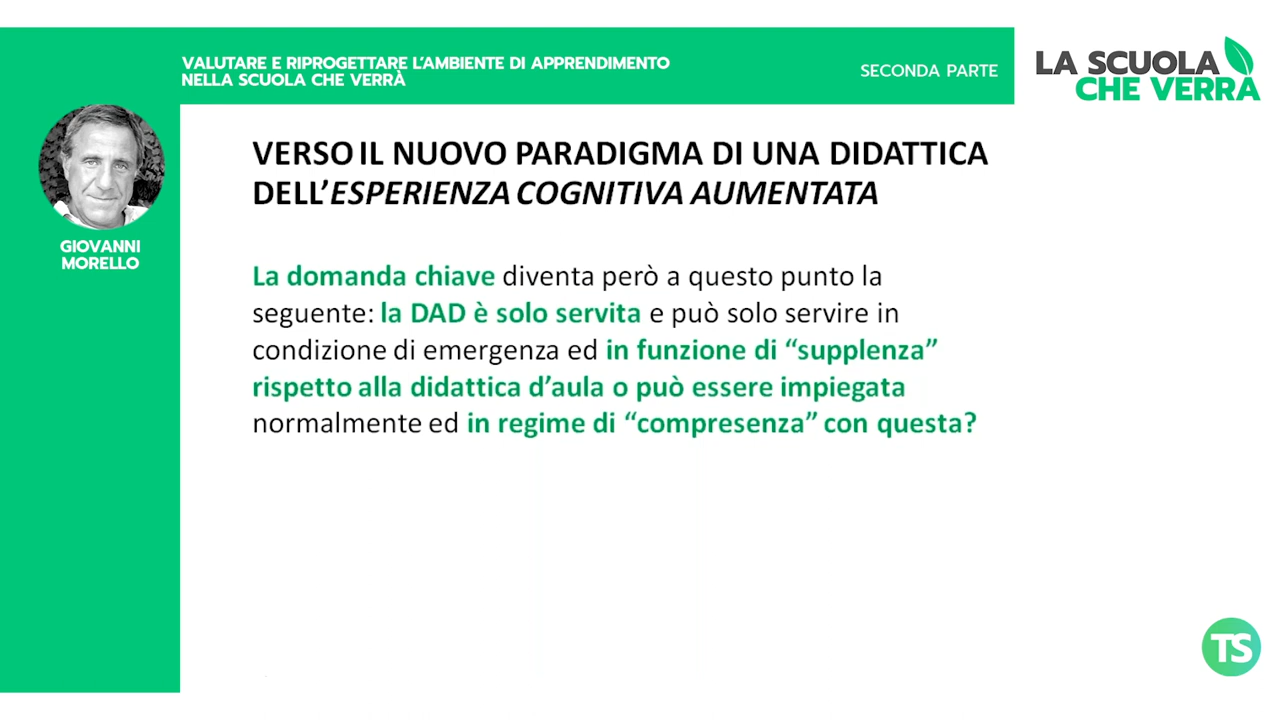 VALUTARE E RIPROGETTARE L'AMBIENTE DI APPRENDIMENTO
NELLA SCUOLA CHE VERRÀ
SECONDA PARTE
LA SCUOLA
CHE VERRÀ
GIOVANNI
MORELLO
VERSO IL NUOVO PARADIGMA DI UNA DIDATTICA
DELL'ESPERIENZA COGNITIVA AUMENTATA
La domanda chiave diventa però a questo punto la
seguente: la DAD è solo servita e può solo servire in
condizione di emergenza ed in funzione di “supplenza”
rispetto alla didattica d'aula o può essere impiegata
normalmente ed in regime di “compresenza” con questa?
TS